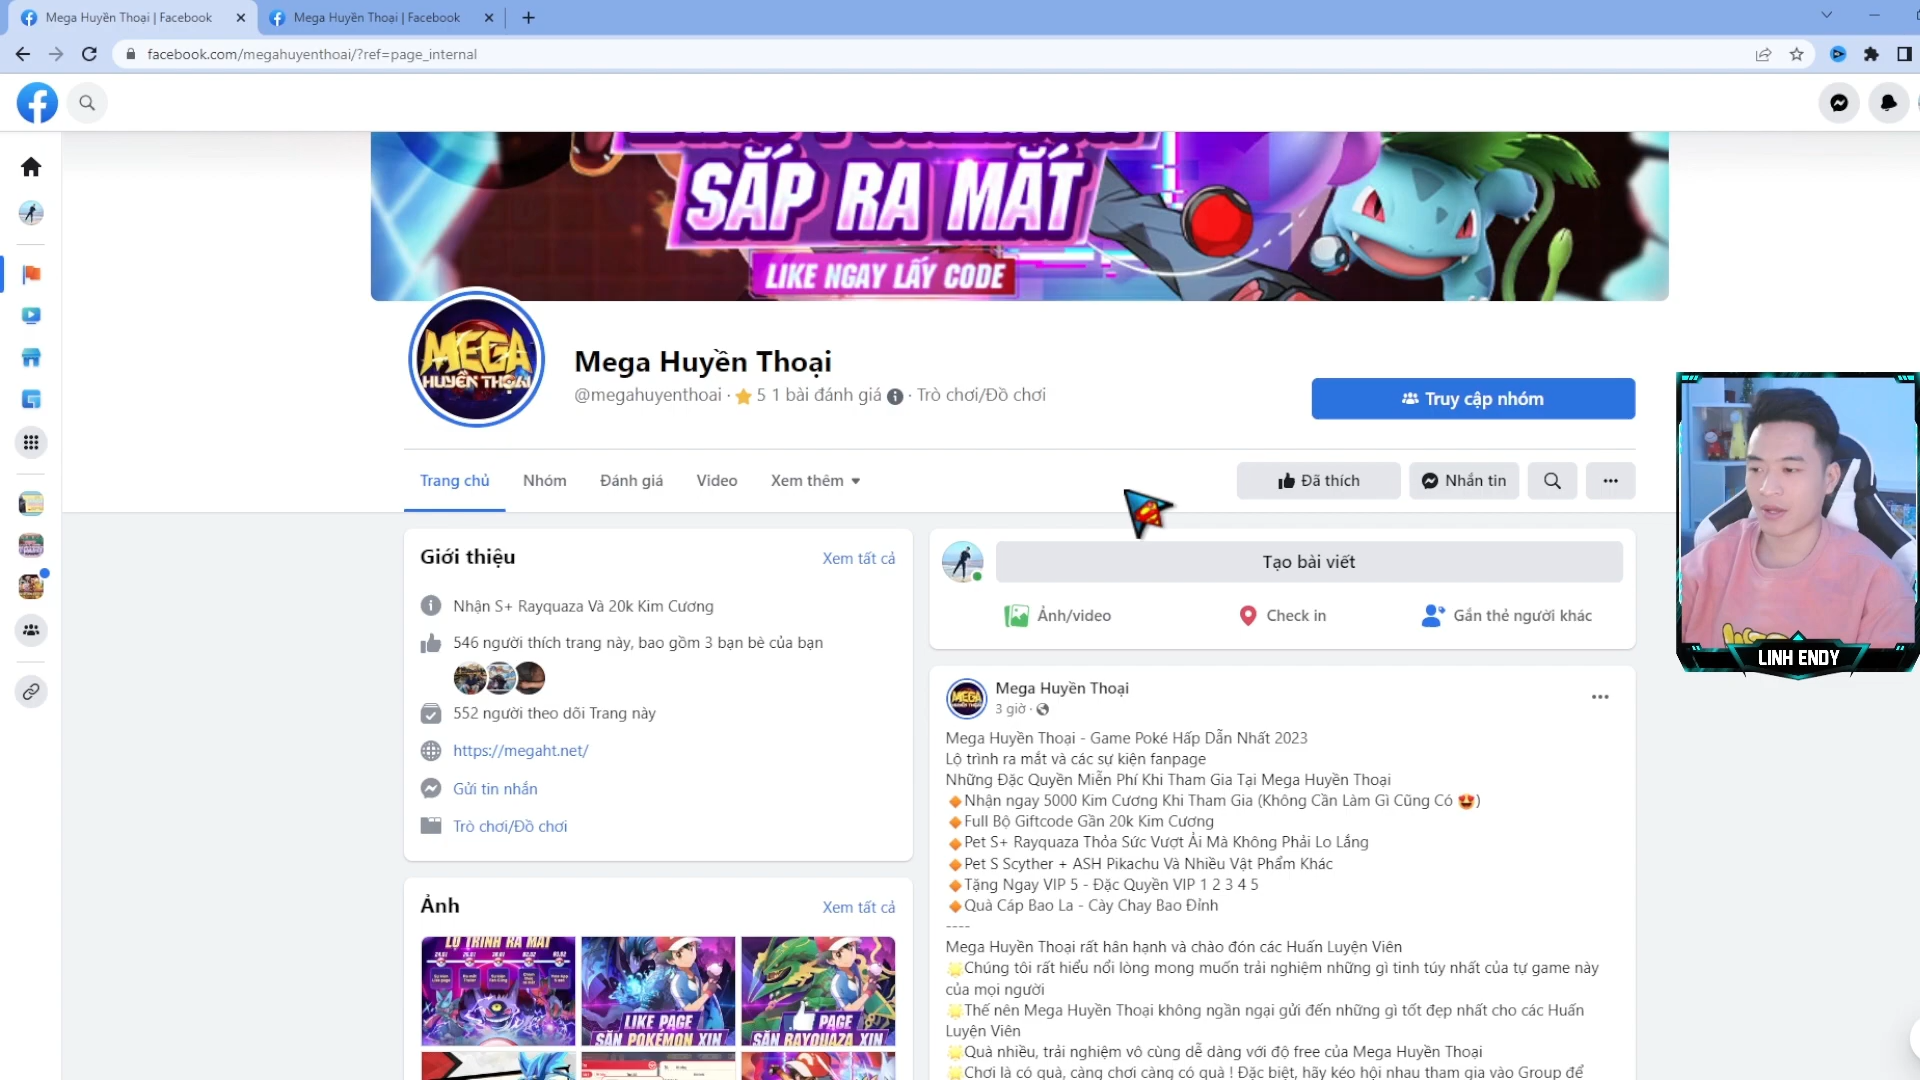 Mega Huyền Thoại | Facebook
Mega Huyền Thoại | Facebook
facebook.com/megahuyenthoai/?ref=page_internal
SẮP RA MẮT
LIKE NGAY LẤY CODE
MEGA
HUYỀN THOẠI
Mega Huyền Thoại
@megahuyenthoai · 5 1 bài đánh giá · Trò chơi/Đồ chơi
Truy cập nhóm
Trang chủ
Nhóm
Đánh giá
Video
Xem thêm
Đã thích
Nhắn tin
Giới thiệu
Xem tất cả
Nhận S+ Rayquaza Và 20k Kim Cương
546 người thích trang này, bao gồm 3 bạn bè của bạn
552 người theo dõi Trang này
https://megaht.net/
Gửi tin nhắn
Trò chơi/Đồ chơi
Ảnh
Xem tất cả
LỘ TRÌNH RA MẮT
LIKE PAGE
SĂN POKÉMON XỊN
PAGE
SĂN RAYQUAZA XỊN
Tạo bài viết
Ảnh/video
Check in
Gắn thẻ người khác
LINH ENDY
Mega Huyền Thoại
3 giờ ·
Mega Huyền Thoại - Game Poké Hấp Dẫn Nhất 2023
Lộ trình ra mắt và các sự kiện fanpage
Những Đặc Quyền Miễn Phí Khi Tham Gia Tại Mega Huyền Thoại
🔸Nhận ngay 5000 Kim Cương Khi Tham Gia (Không Cần Làm Gì Cũng Có 😍)
🔸Full Bộ Giftcode Gần 20k Kim Cương
🔸Pet S+ Rayquaza Thỏa Sức Vượt Ải Mà Không Phải Lo Lắng
🔸Pet S Scyther + ASH Pikachu Và Nhiều Vật Phẩm Khác
🔸Tặng Ngay VIP 5 - Đặc Quyền VIP 1 2 3 4 5
🔸Quà Cáp Bao La - Cày Chay Bao Đỉnh
----
Mega Huyền Thoại rất hân hạnh và chào đón các Huấn Luyện Viên
🌟Chúng tôi rất hiểu nổi lòng mong muốn trải nghiệm những gì tinh túy nhất của tự game này
của mọi người
🌟Thế nên Mega Huyền Thoại không ngần ngại gửi đến những gì tốt đẹp nhất cho các Huấn
Luyện Viên
🌟Quà nhiều, trải nghiệm vô cùng dễ dàng với độ free của Mega Huyền Thoại
🌟Chơi là có quà, càng chơi càng có quà ! Đặc biệt, hãy kéo hội nhau tham gia vào Group để